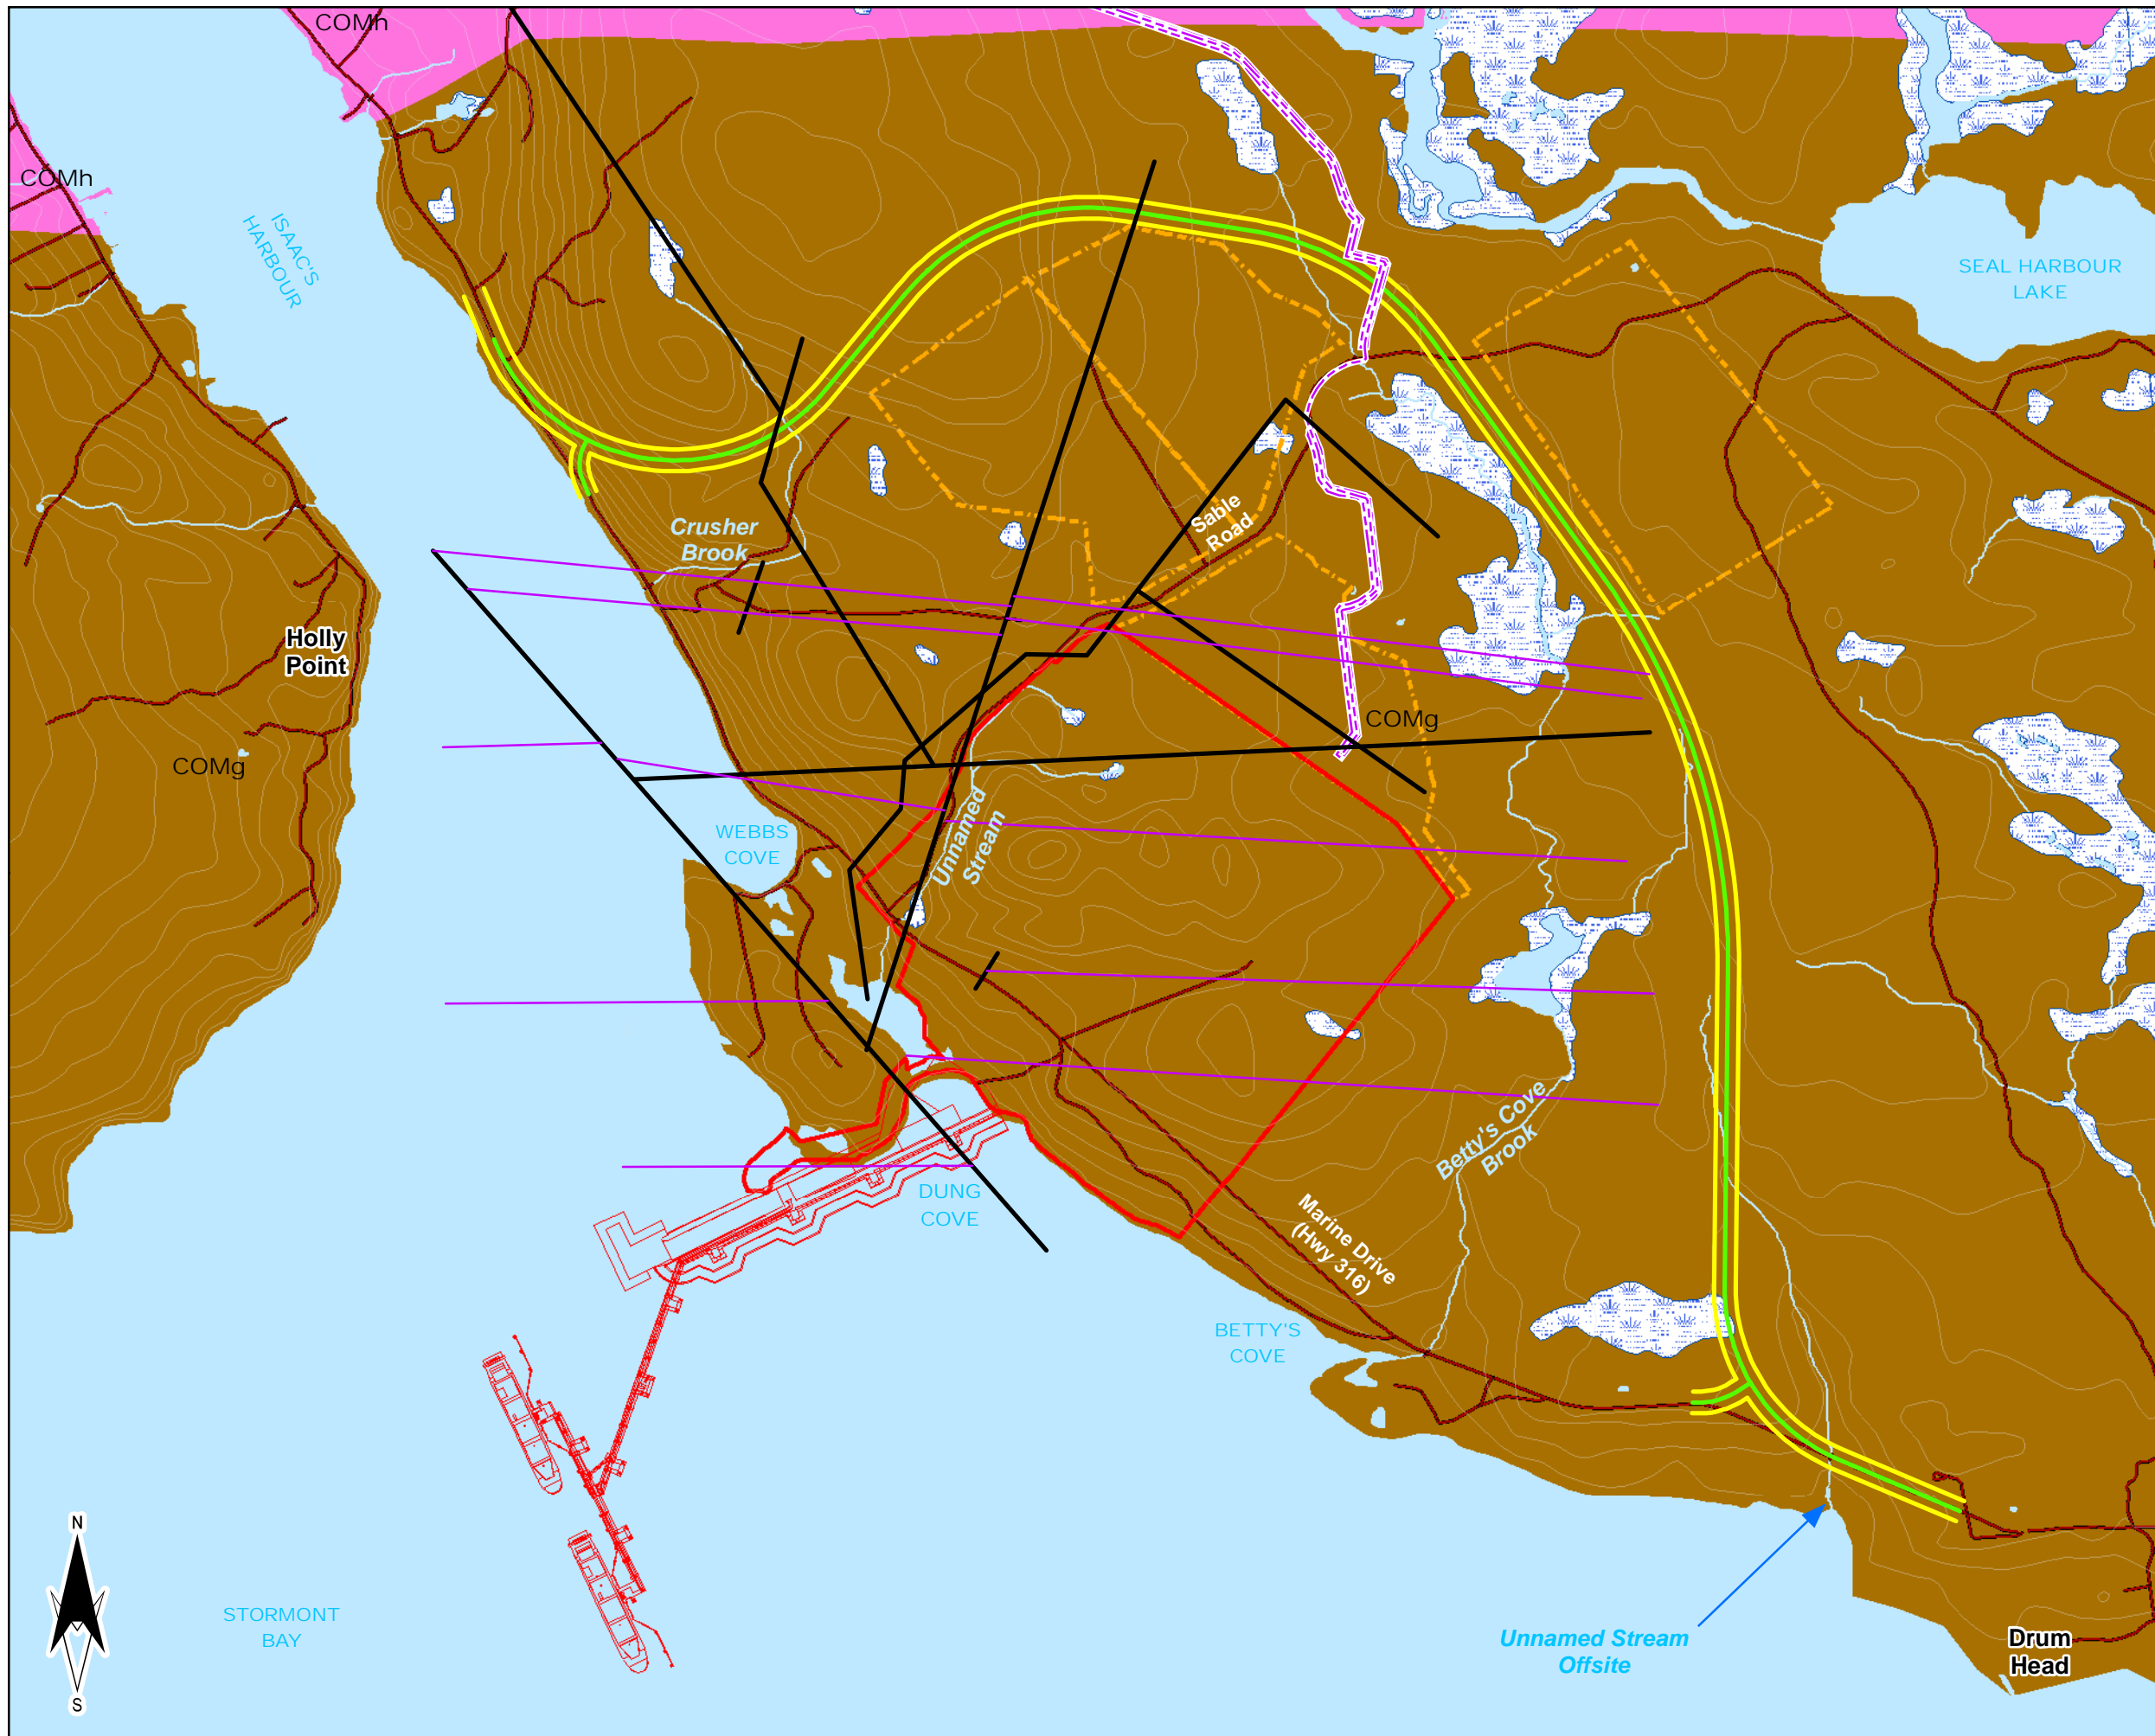 COMh
COMh
ISAAC'S
HARBOUR
SEAL HARBOUR
LAKE
Crusher
Brook
Sable
Road
Holly
Point
COMg
COMg
WEBBS
COVE
Unnamed
Stream
Betty's Cove
Brook
DUNG
COVE
Marine Drive
(Hwy 316)
BETTY'S
COVE
N
S
STORMONT
BAY
Unnamed Stream
Offsite
Drum
Head